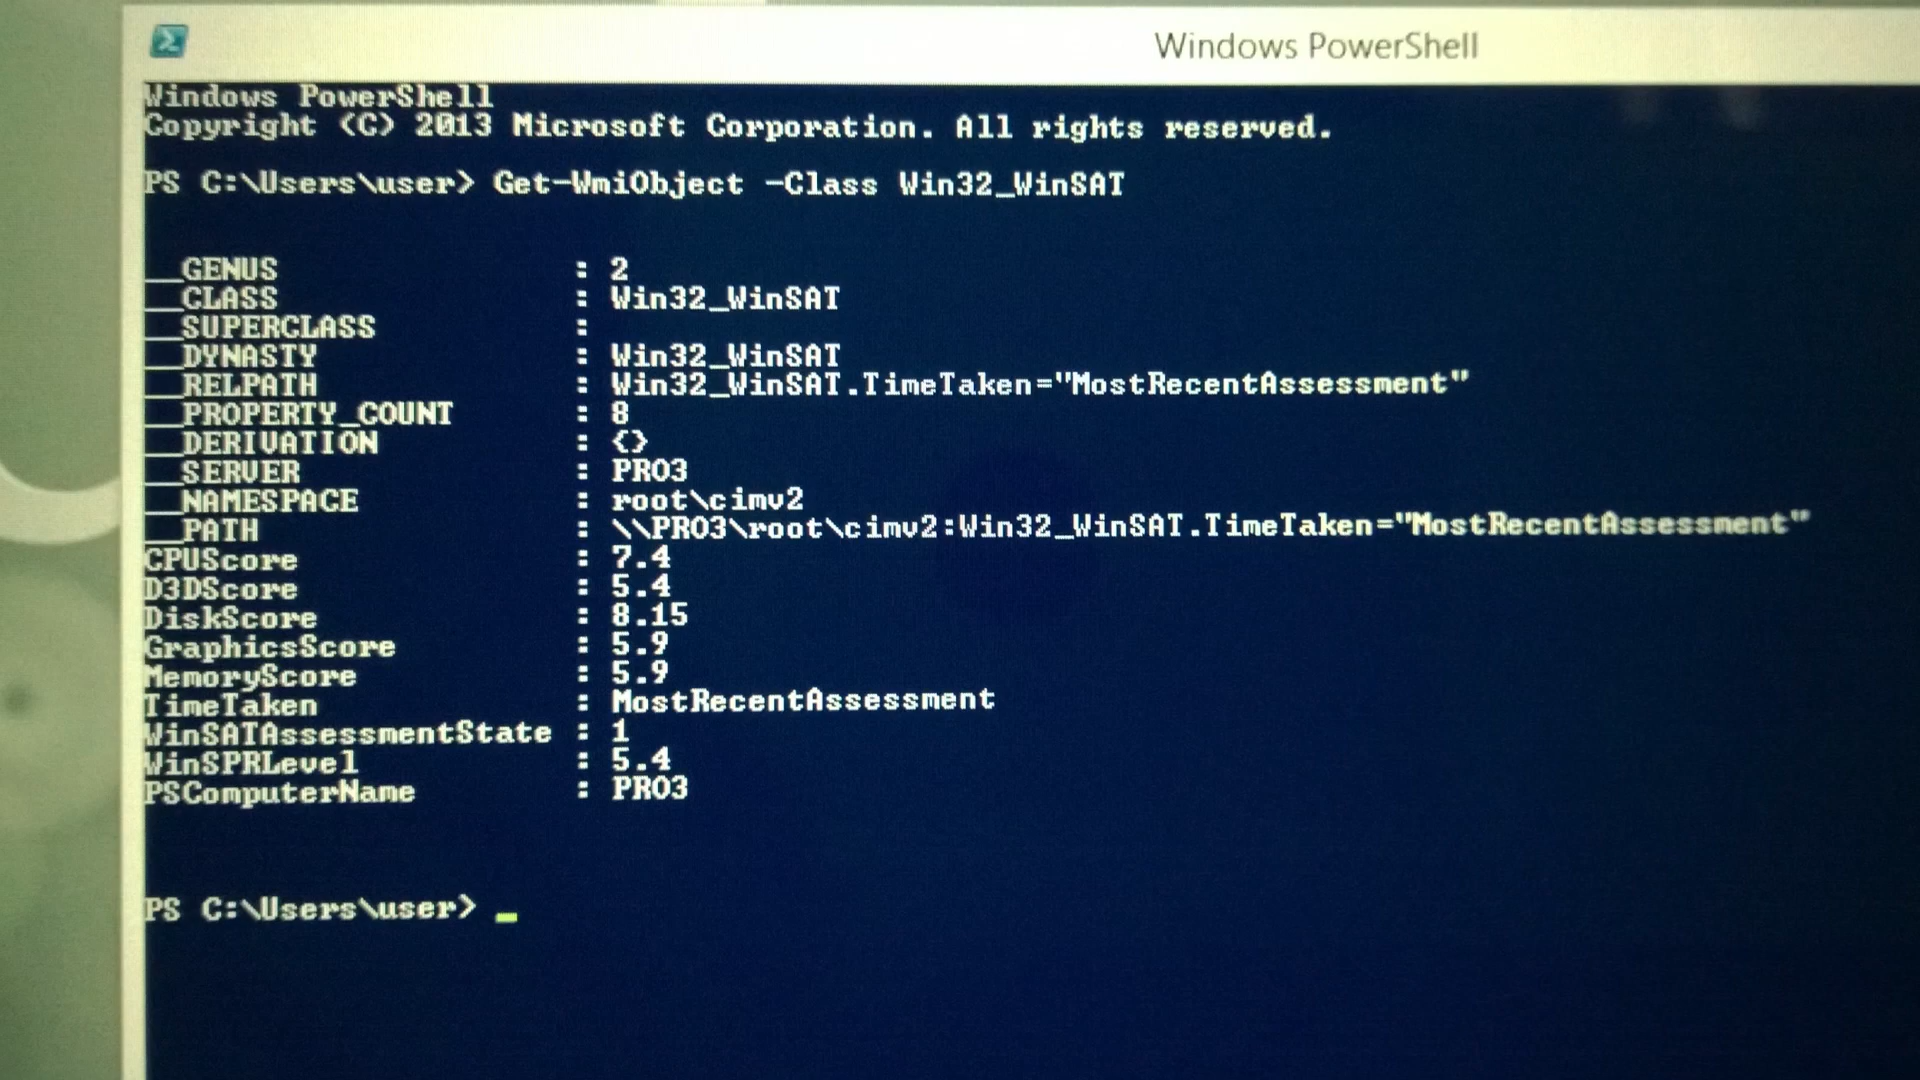 Windows PowerShell
Windows PowerShell
Copyright (C) 2013 Microsoft Corporation. All rights reserved.
PS C:\Users\user> Get-WmiObject -Class Win32_WinSAT
__GENUS : 2
__CLASS : Win32_WinSAT
__SUPERCLASS :
__DYNASTY : Win32_WinSAT
__RELPATH : Win32_WinSAT.TimeTaken="MostRecentAssessment"
__PROPERTY_COUNT : 8
__DERIVATION : {}
__SERVER : PRO3
__NAMESPACE : root\cimv2
__PATH : \\PRO3\root\cimv2:Win32_WinSAT.TimeTaken="MostRecentAssessment"
CPUScore : 7.4
D3DScore : 5.4
DiskScore : 8.15
GraphicsScore : 5.9
MemoryScore : 5.9
TimeTaken : MostRecentAssessment
WinSATAssessmentState : 1
WinSPRLevel : 5.4
PSComputerName : PRO3
PS C:\Users\user> _